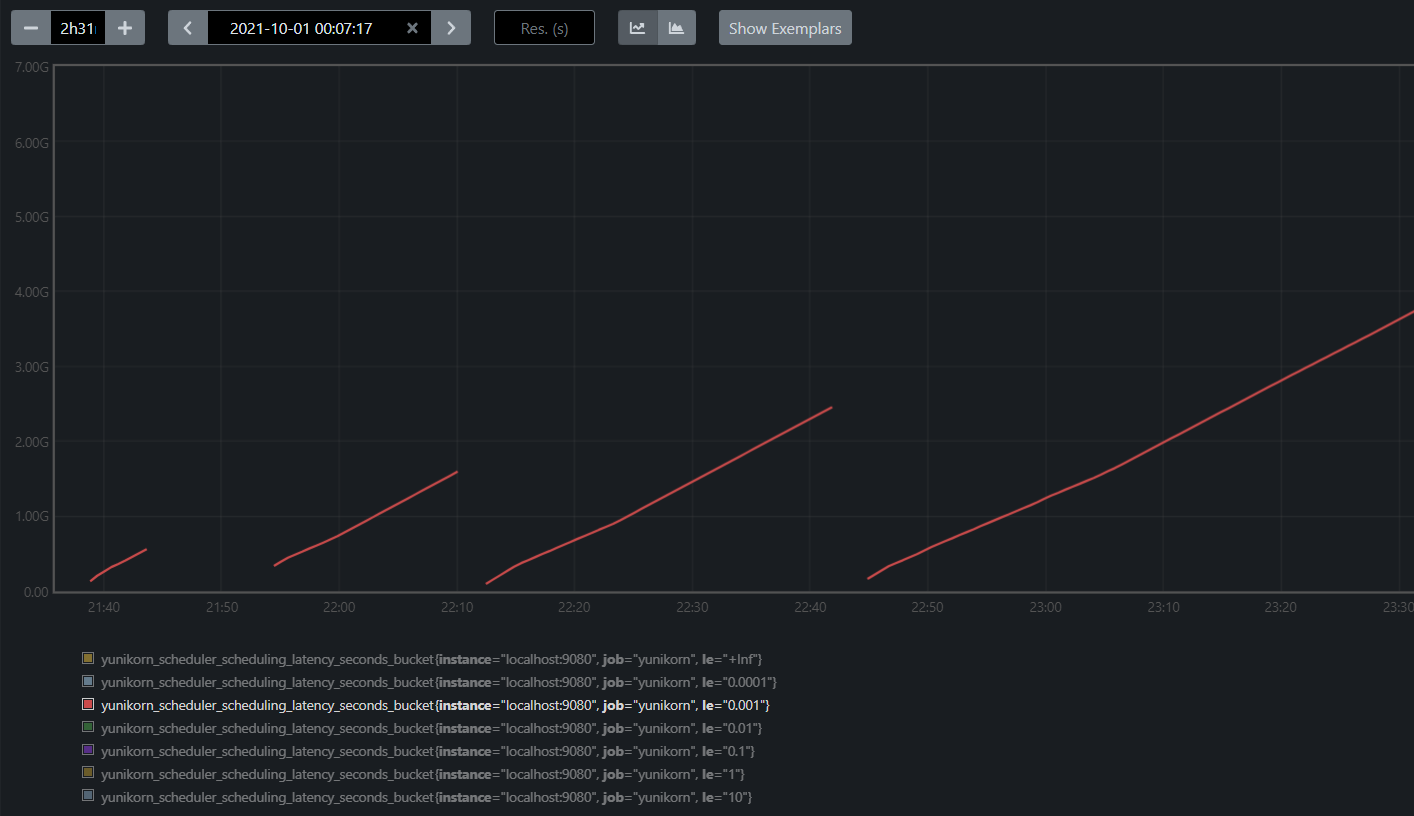 2h31
2021-10-01 00:07:17
Res. (s)
Show Exemplars
7.00G
6.00G
5.00G
4.00G
3.00G
2.00G
1.00G
0.00
21:40 21:50 22:00 22:10 22:20 22:30 22:40 22:50 23:00 23:10 23:20 23:30
yunikorn_scheduler_scheduling_latency_seconds_bucket{instance="localhost:9080", job="yunikorn", le="+Inf"}
yunikorn_scheduler_scheduling_latency_seconds_bucket{instance="localhost:9080", job="yunikorn", le="0.0001"}
yunikorn_scheduler_scheduling_latency_seconds_bucket{instance="localhost:9080", job="yunikorn", le="0.001"}
yunikorn_scheduler_scheduling_latency_seconds_bucket{instance="localhost:9080", job="yunikorn", le="0.01"}
yunikorn_scheduler_scheduling_latency_seconds_bucket{instance="localhost:9080", job="yunikorn", le="0.1"}
yunikorn_scheduler_scheduling_latency_seconds_bucket{instance="localhost:9080", job="yunikorn", le="1"}
yunikorn_scheduler_scheduling_latency_seconds_bucket{instance="localhost:9080", job="yunikorn", le="10"}